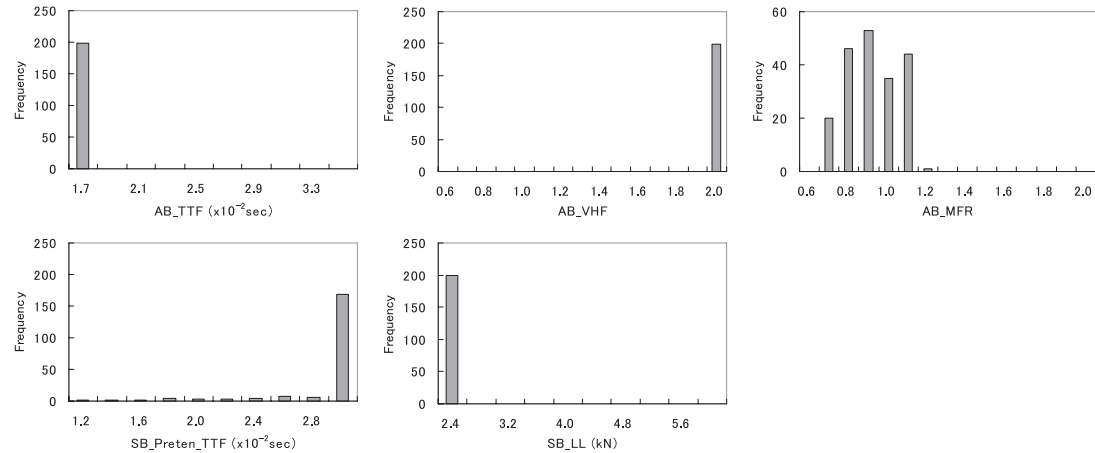 250
200
150
100
50
0
Frequency
1.7 2.1 2.5 2.9 3.3
AB_TTF (x10⁻²sec)
250
200
150
100
50
0
Frequency
0.6 0.8 1.0 1.2 1.4 1.6 1.8 2.0
AB_VHF
60
40
20
0
Frequency
0.6 0.8 1.0 1.2 1.4 1.6 1.8 2.0
AB_MFR
250
200
150
100
50
0
Frequency
1.2 1.6 2.0 2.4 2.8
SB_Preten_TTF (x10⁻²sec)
250
200
150
100
50
0
Frequency
2.4 3.2 4.0 4.8 5.6
SB_LL (kN)